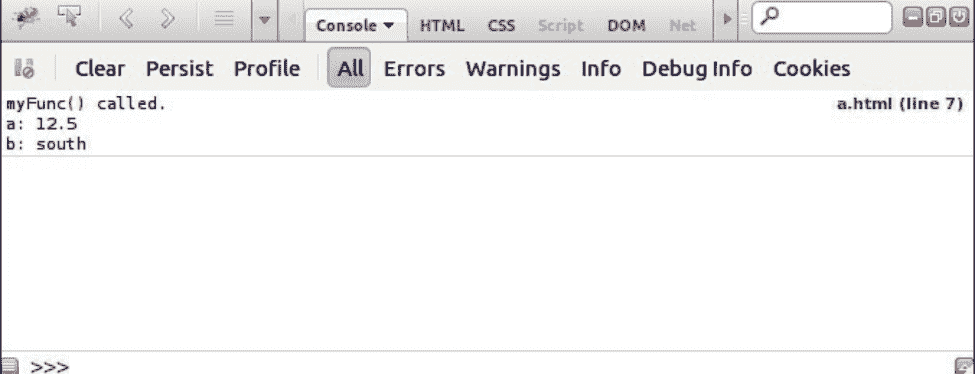 Console HTML CSS Script DOM Net
Clear Persist Profile All Errors Warnings Info Debug Info Cookies
myFunc() called. a.html (line 7)
a: 12.5
b: south
>>>